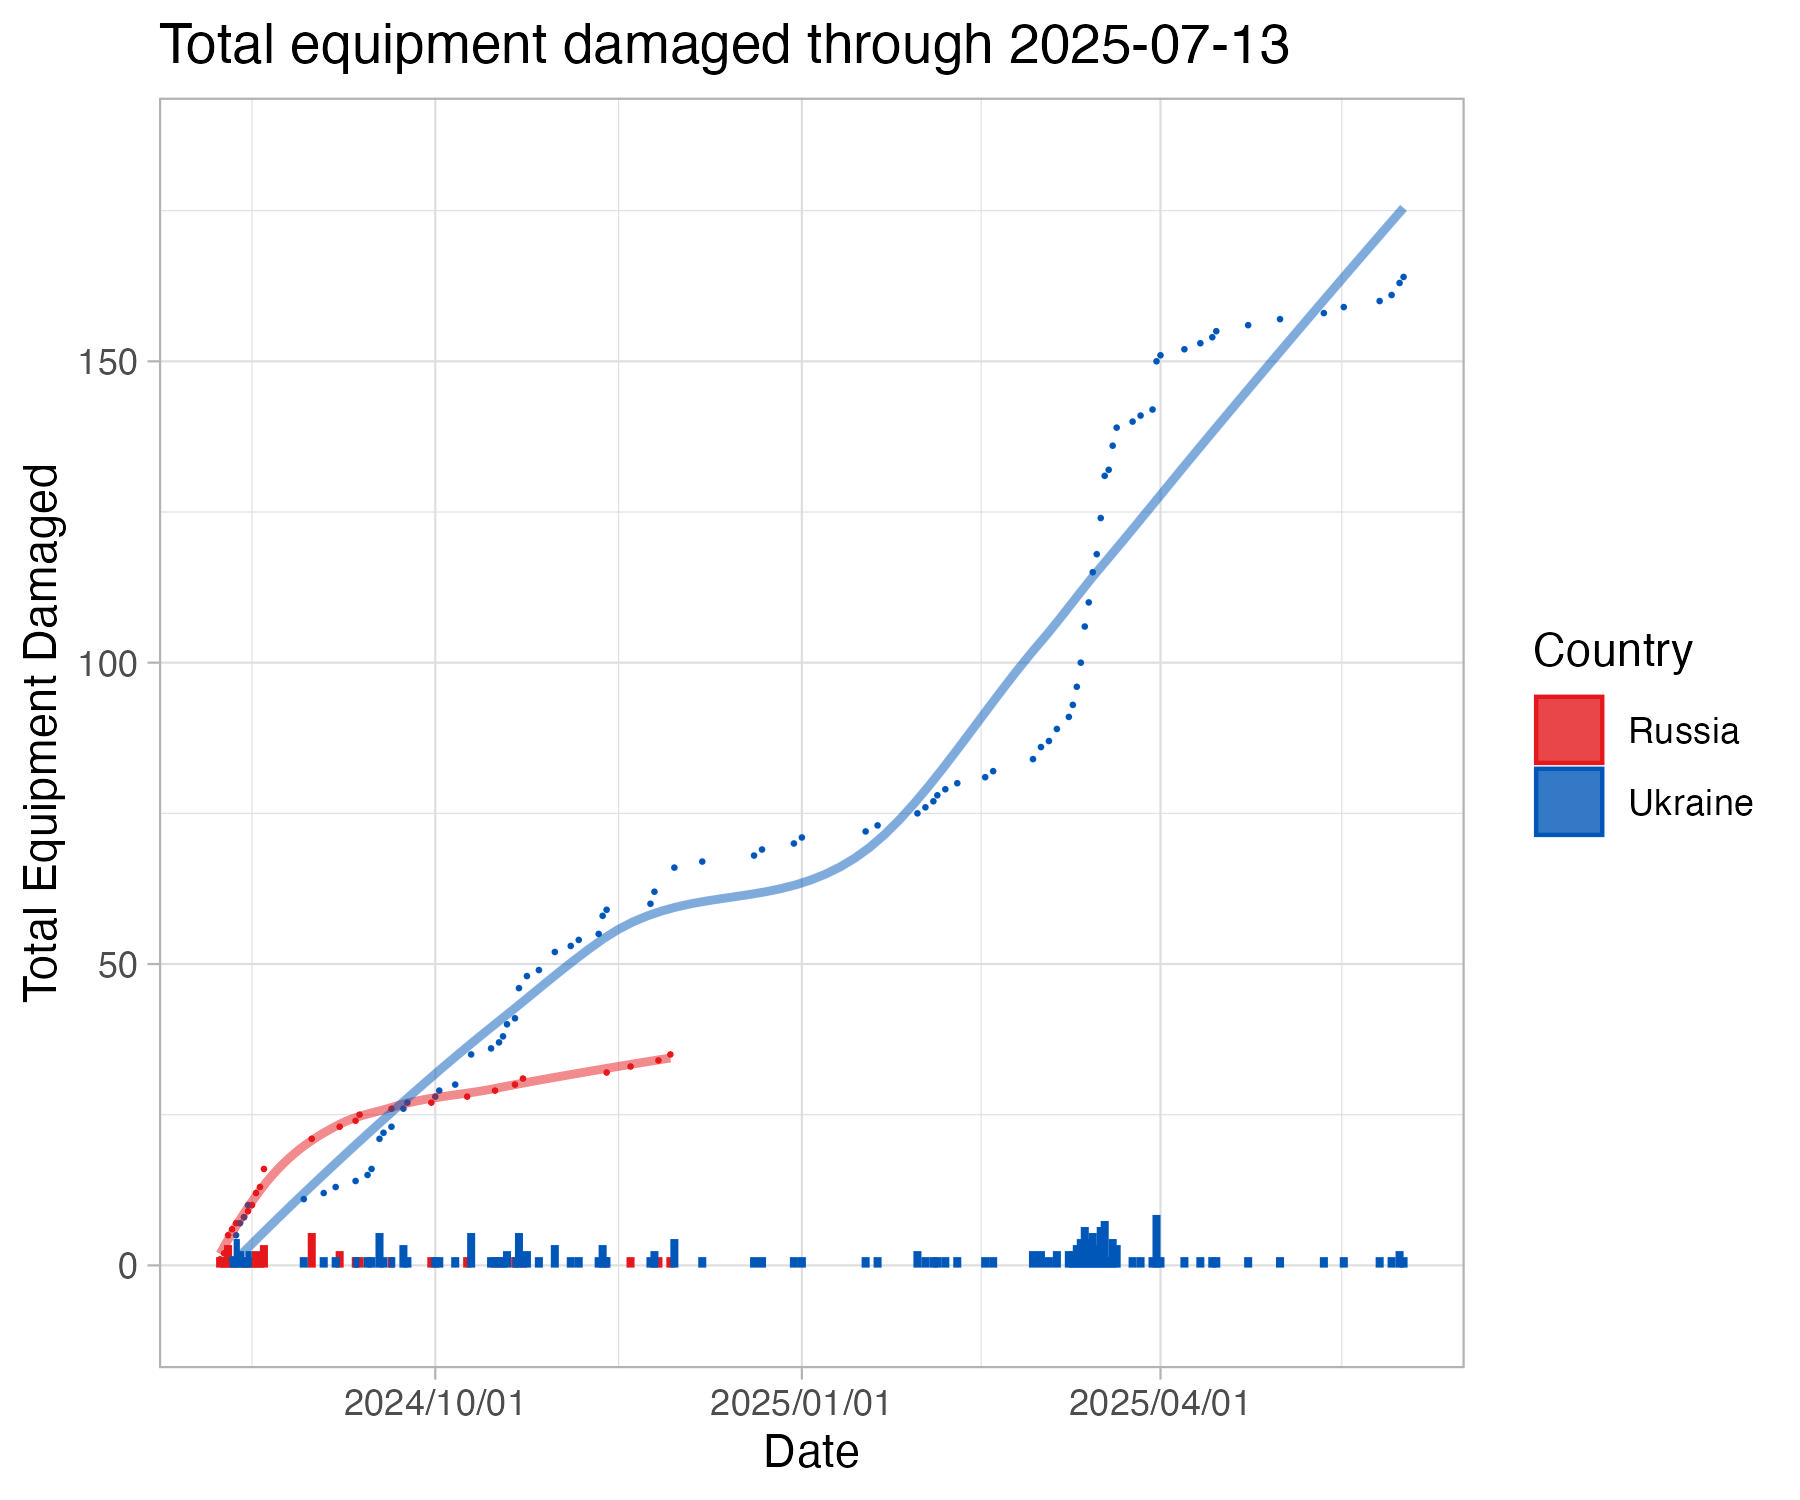 Total equipment damaged through 2025-07-13
Total Equipment Damaged
150
100
50
0
2024/10/01
2025/01/01
2025/04/01
Date
Country
Russia
Ukraine